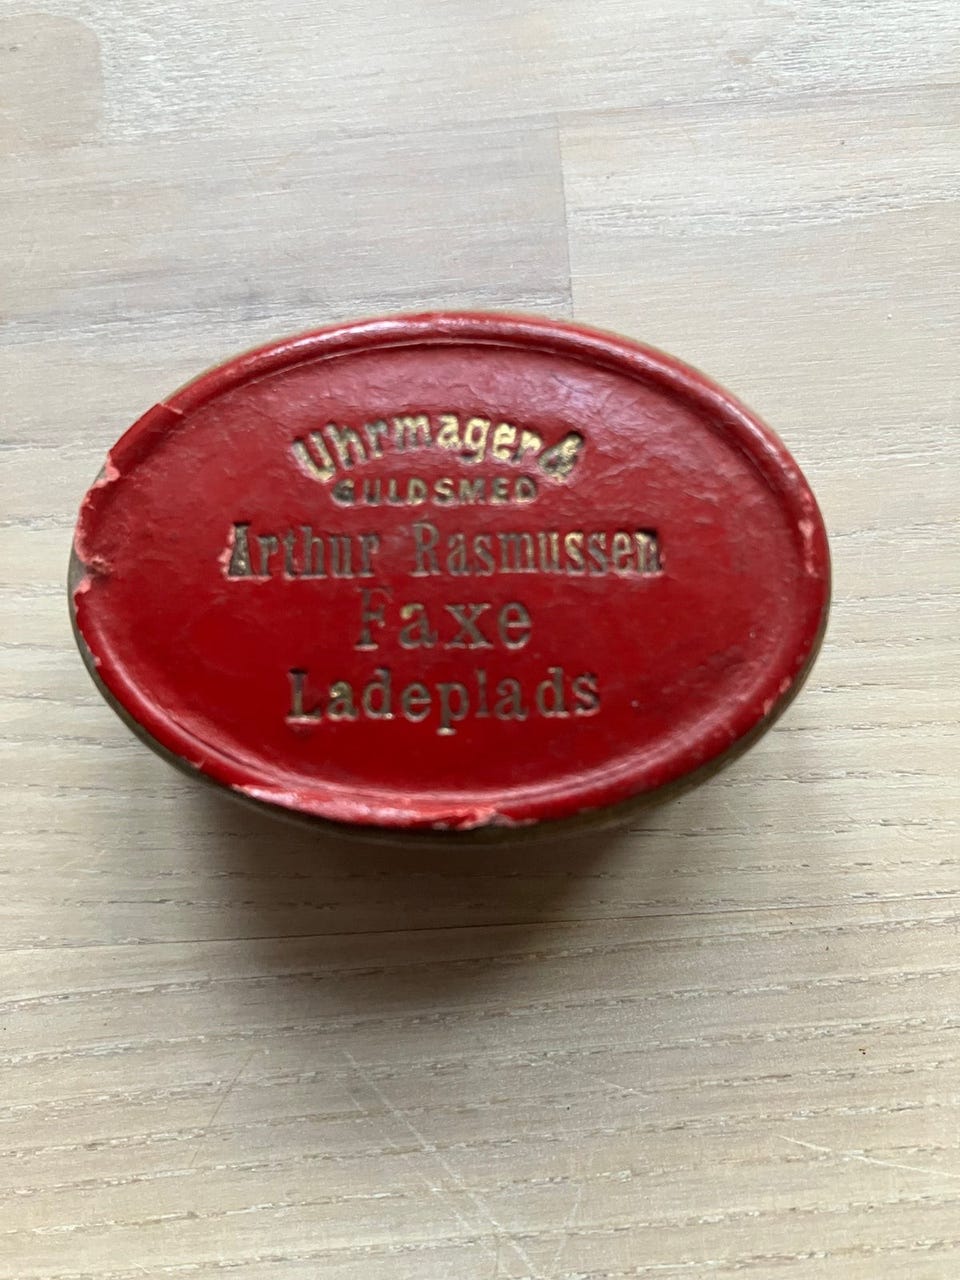 Uhrmager &
GULDSMED
Arthur Rasmussen
Faxe
Ladeplads